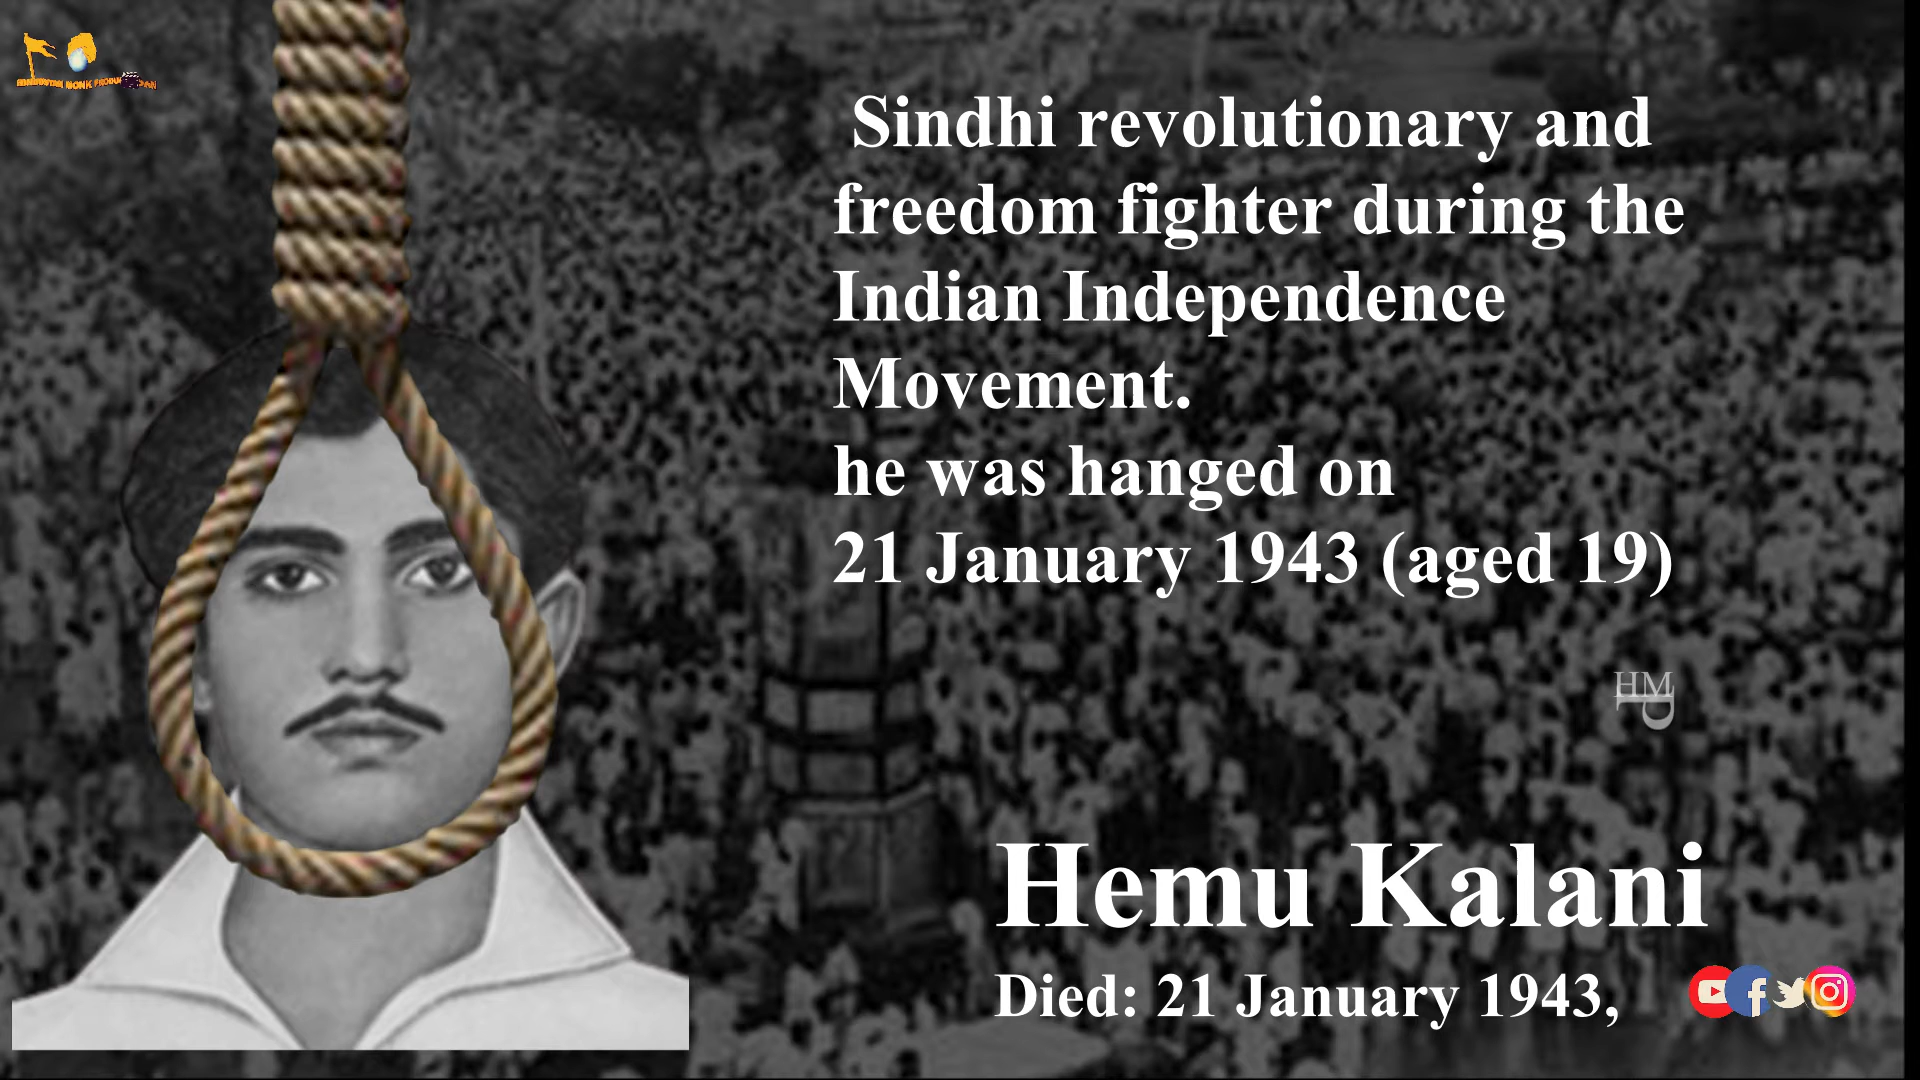 Sindhi revolutionary and
freedom fighter during the
Indian Independence
Movement.
he was hanged on
21 January 1943 (aged 19)
HM
Hemu Kalani
Died: 21 January 1943,